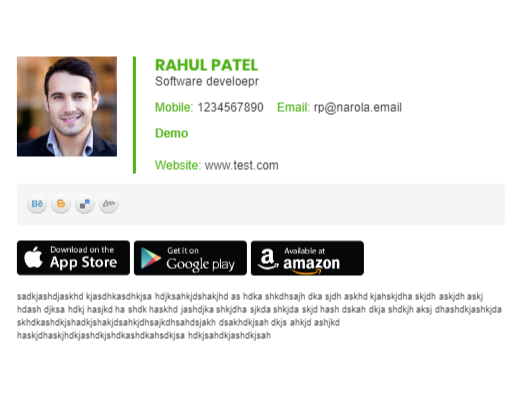 RAHUL PATEL
Software develoepr
Mobile: 1234567890 Email: rp@narola.email
Demo
Website: www.test.com
Bē
Download on the
App Store
Get it on
Google play
Available at
amazon
sadkjashdjaskhd kjasdhkasdhkjsa hdjksahkjdshakjhd as hdka shkdhsajh dka sjdh askhd kjahskjdha skjdh askjdh askj
hdash djksa hdkj hasjkd ha shdk haskhd jashdjka shkjdha sjkda shkjda skjd hash dskah dkja shdkjh aksj dhashdkjashkjda
skhdkashdkjshadkjshakjdsahkjdhsajkdhsahdsjakh dsakhdkjsah dkjs ahkjd ashjkd
haskjdhaskjhdkjashdkjshdkashdkahsdkjsa hdkjsahdkjashdkjsah